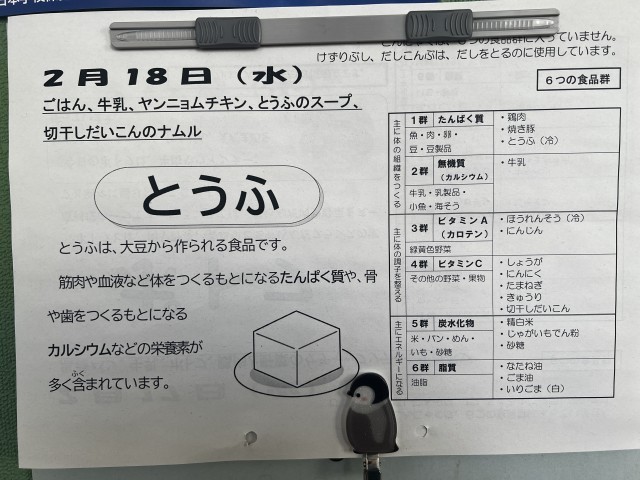 けずりぶし、だしこんぶは、だしをとるのに使用しています。
2月18日（水）
6つの食品群
ごはん、牛乳、ヤンニョムチキン、とうふのスープ、
切干しだいこんのナムル
とうふ
とうふは、大豆から作られる食品です。
筋肉や血液など体をつくるもとになるたんぱく質や、骨
や歯をつくるもとになる
カルシウムなどの栄養素が
多く含まれています。
ふく
主に体の組織をつくる
1群 たんぱく質
魚・肉・卵・
豆・豆製品
・鶏肉
・焼き豚
・とうふ（冷）
2群 無機質
（カルシウム）
牛乳・乳製品・
小魚・海そう
・牛乳
主に体の調子を整える
3群 ビタミンA
（カロテン）
緑黄色野菜
・ほうれんそう（冷）
・にんじん
4群 ビタミンC
その他の野菜・果物
・しょうが
・にんにく
・たまねぎ
・きゅうり
・切干しだいこん
主にエネルギーになる
5群 炭水化物
米・パン・めん・
いも・砂糖
・精白米
・じゃがいもでん粉
・砂糖
6群 脂質
油脂
・なたね油
・ごま油
・いりごま（白）